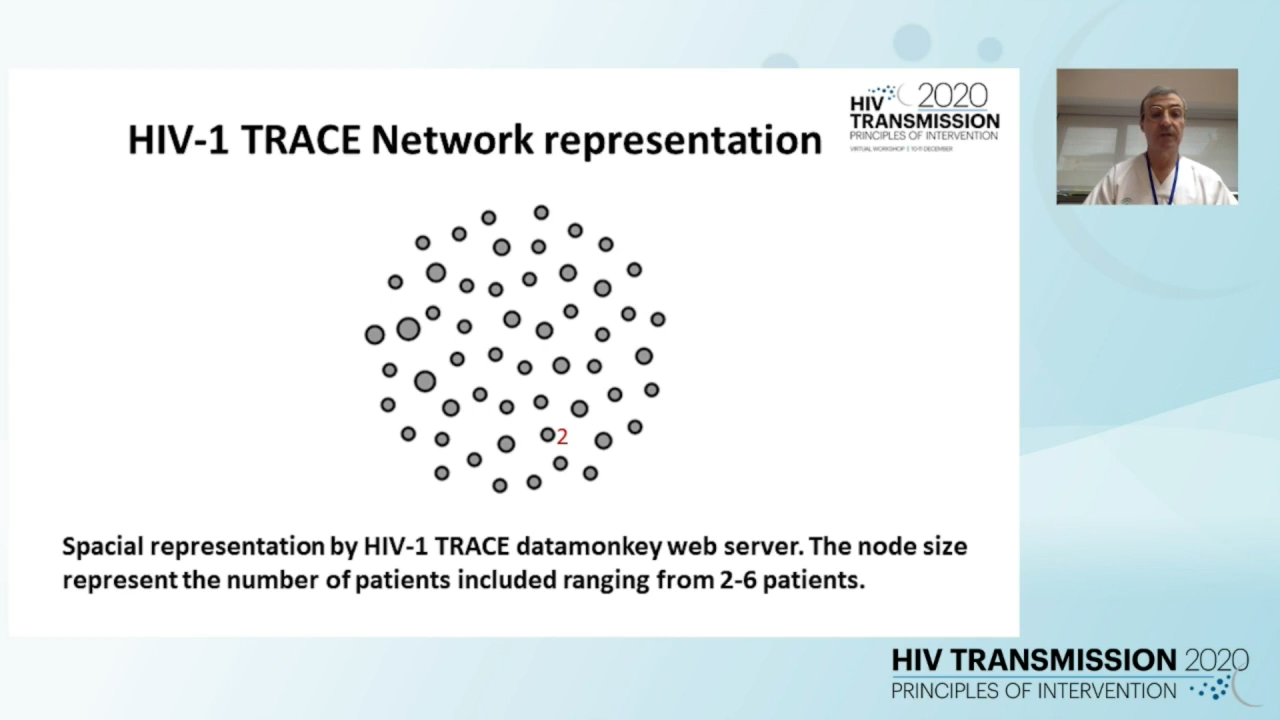 HIV-1 TRACE Network representation
HIV 2020
TRANSMISSION
PRINCIPLES OF INTERVENTION
VIRTUAL WORKSHOP | 10-11 DECEMBER
2
Spacial representation by HIV-1 TRACE datamonkey web server. The node size
represent the number of patients included ranging from 2-6 patients.
HIV TRANSMISSION 2020
PRINCIPLES OF INTERVENTION